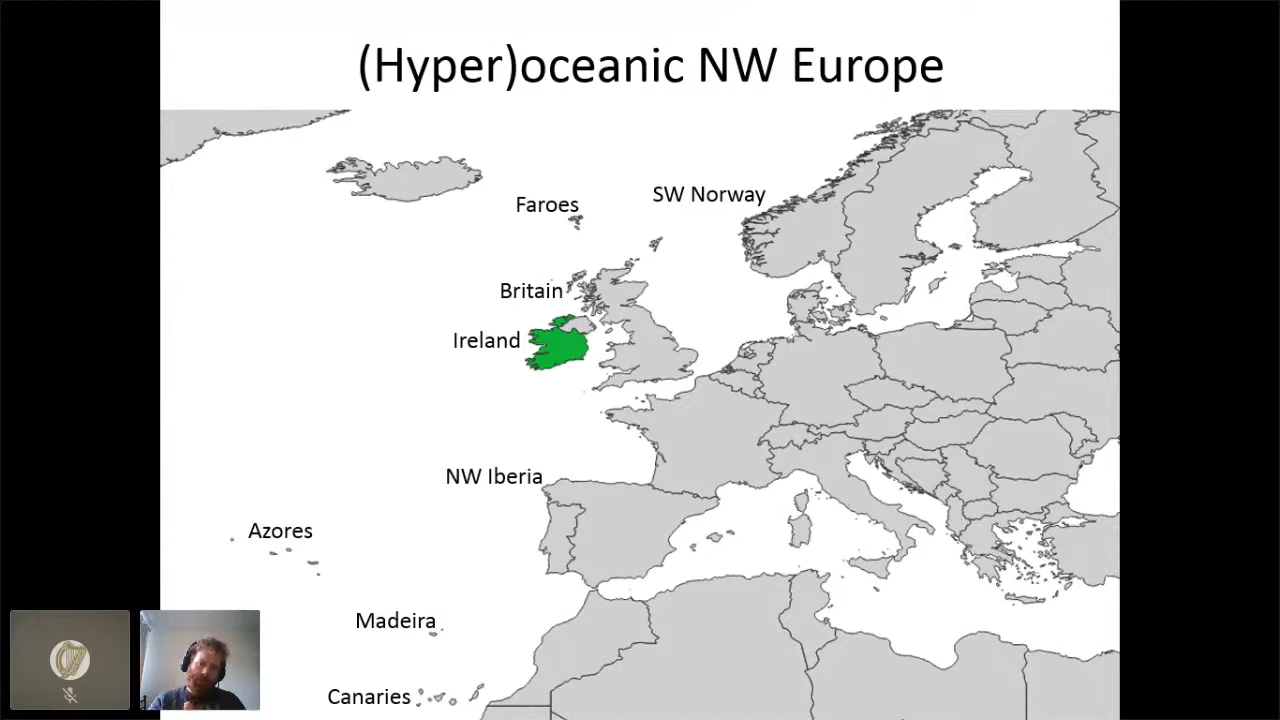 (Hyper)oceanic NW Europe
SW Norway
Faroes
Britain
Ireland
NW Iberia
Azores
Madeira
Canaries